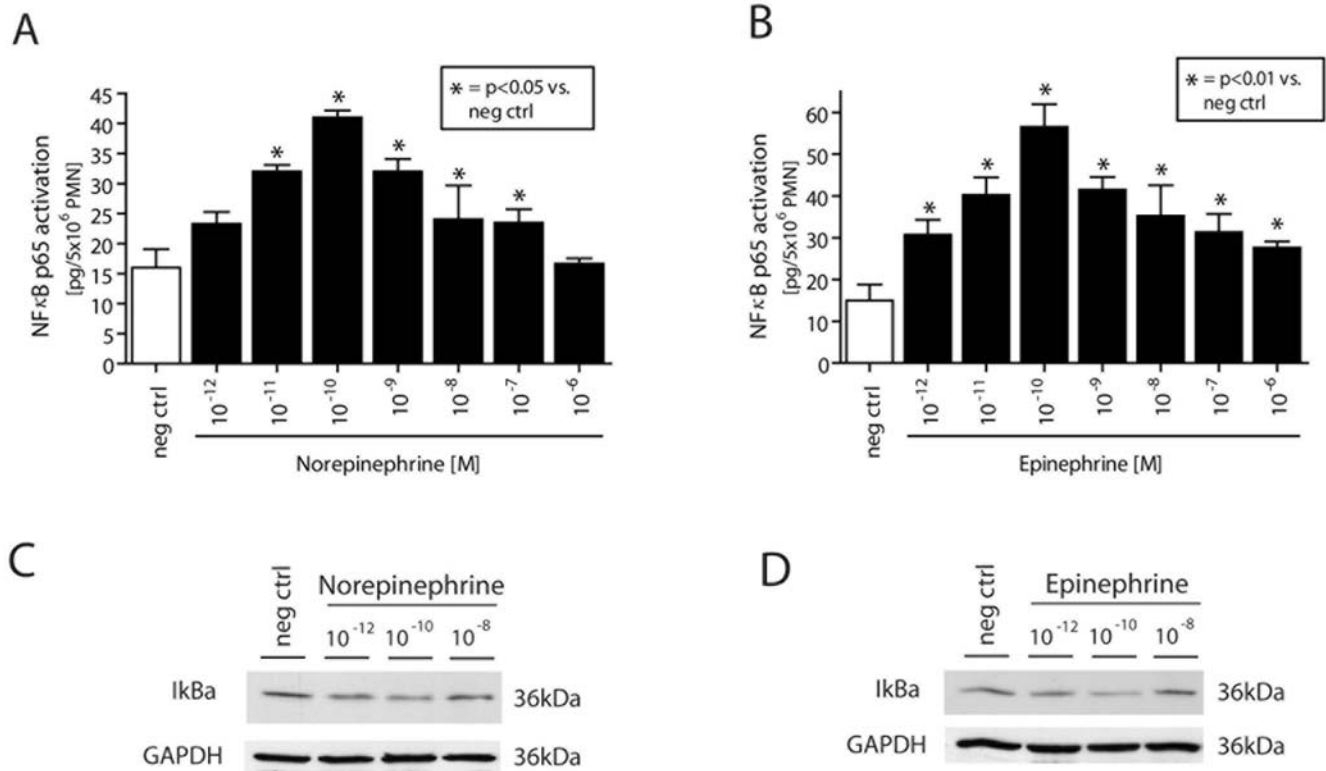 A
* = p<0.05 vs.
neg ctrl
NFκB p65 activation
[pg/5x10⁶ PMN]
45
40
35
30
25
20
15
10
5
0
*
*
*
*
*
neg ctrl
10⁻¹²
10⁻¹¹
10⁻¹⁰
10⁻⁹
10⁻⁸
10⁻⁷
10⁻⁶
Norepinephrine [M]
B
* = p<0.01 vs.
neg ctrl
NFκB p65 activation
[pg/5x10⁶ PMN]
60
50
40
30
20
10
0
*
*
*
*
*
*
*
neg ctrl
10⁻¹²
10⁻¹¹
10⁻¹⁰
10⁻⁹
10⁻⁸
10⁻⁷
10⁻⁶
Epinephrine [M]
C
neg ctrl
Norepinephrine
10⁻¹² 10⁻¹⁰ 10⁻⁸
IkBa 36kDa
GAPDH 36kDa
D
neg ctrl
Epinephrine
10⁻¹² 10⁻¹⁰ 10⁻⁸
IkBa 36kDa
GAPDH 36kDa